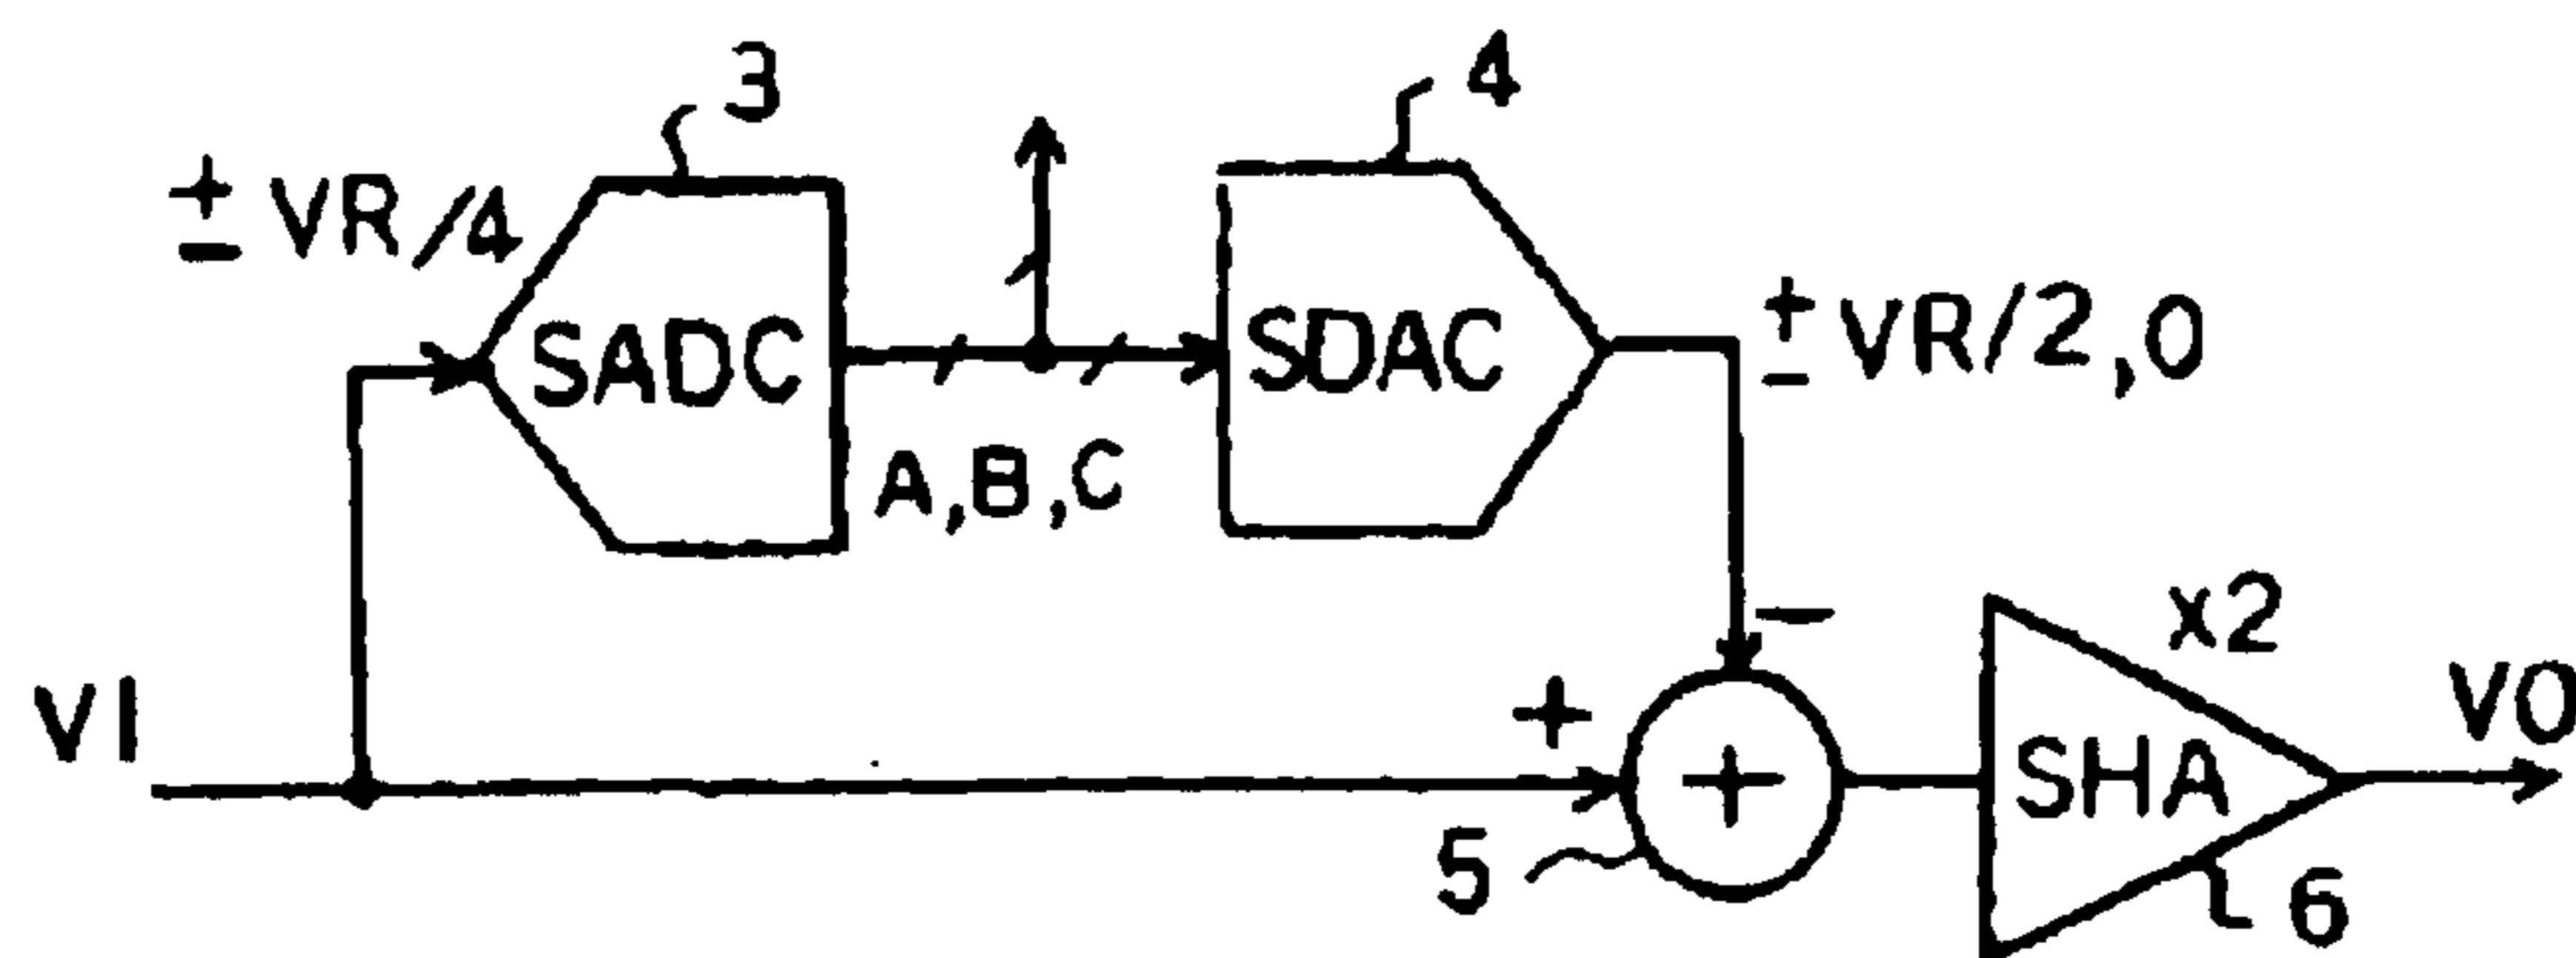 3
4
± VR/4
SADC
A,B,C
SDAC
± VR/2,0
−
x2
VI
+
+
SHA
VO
5
6